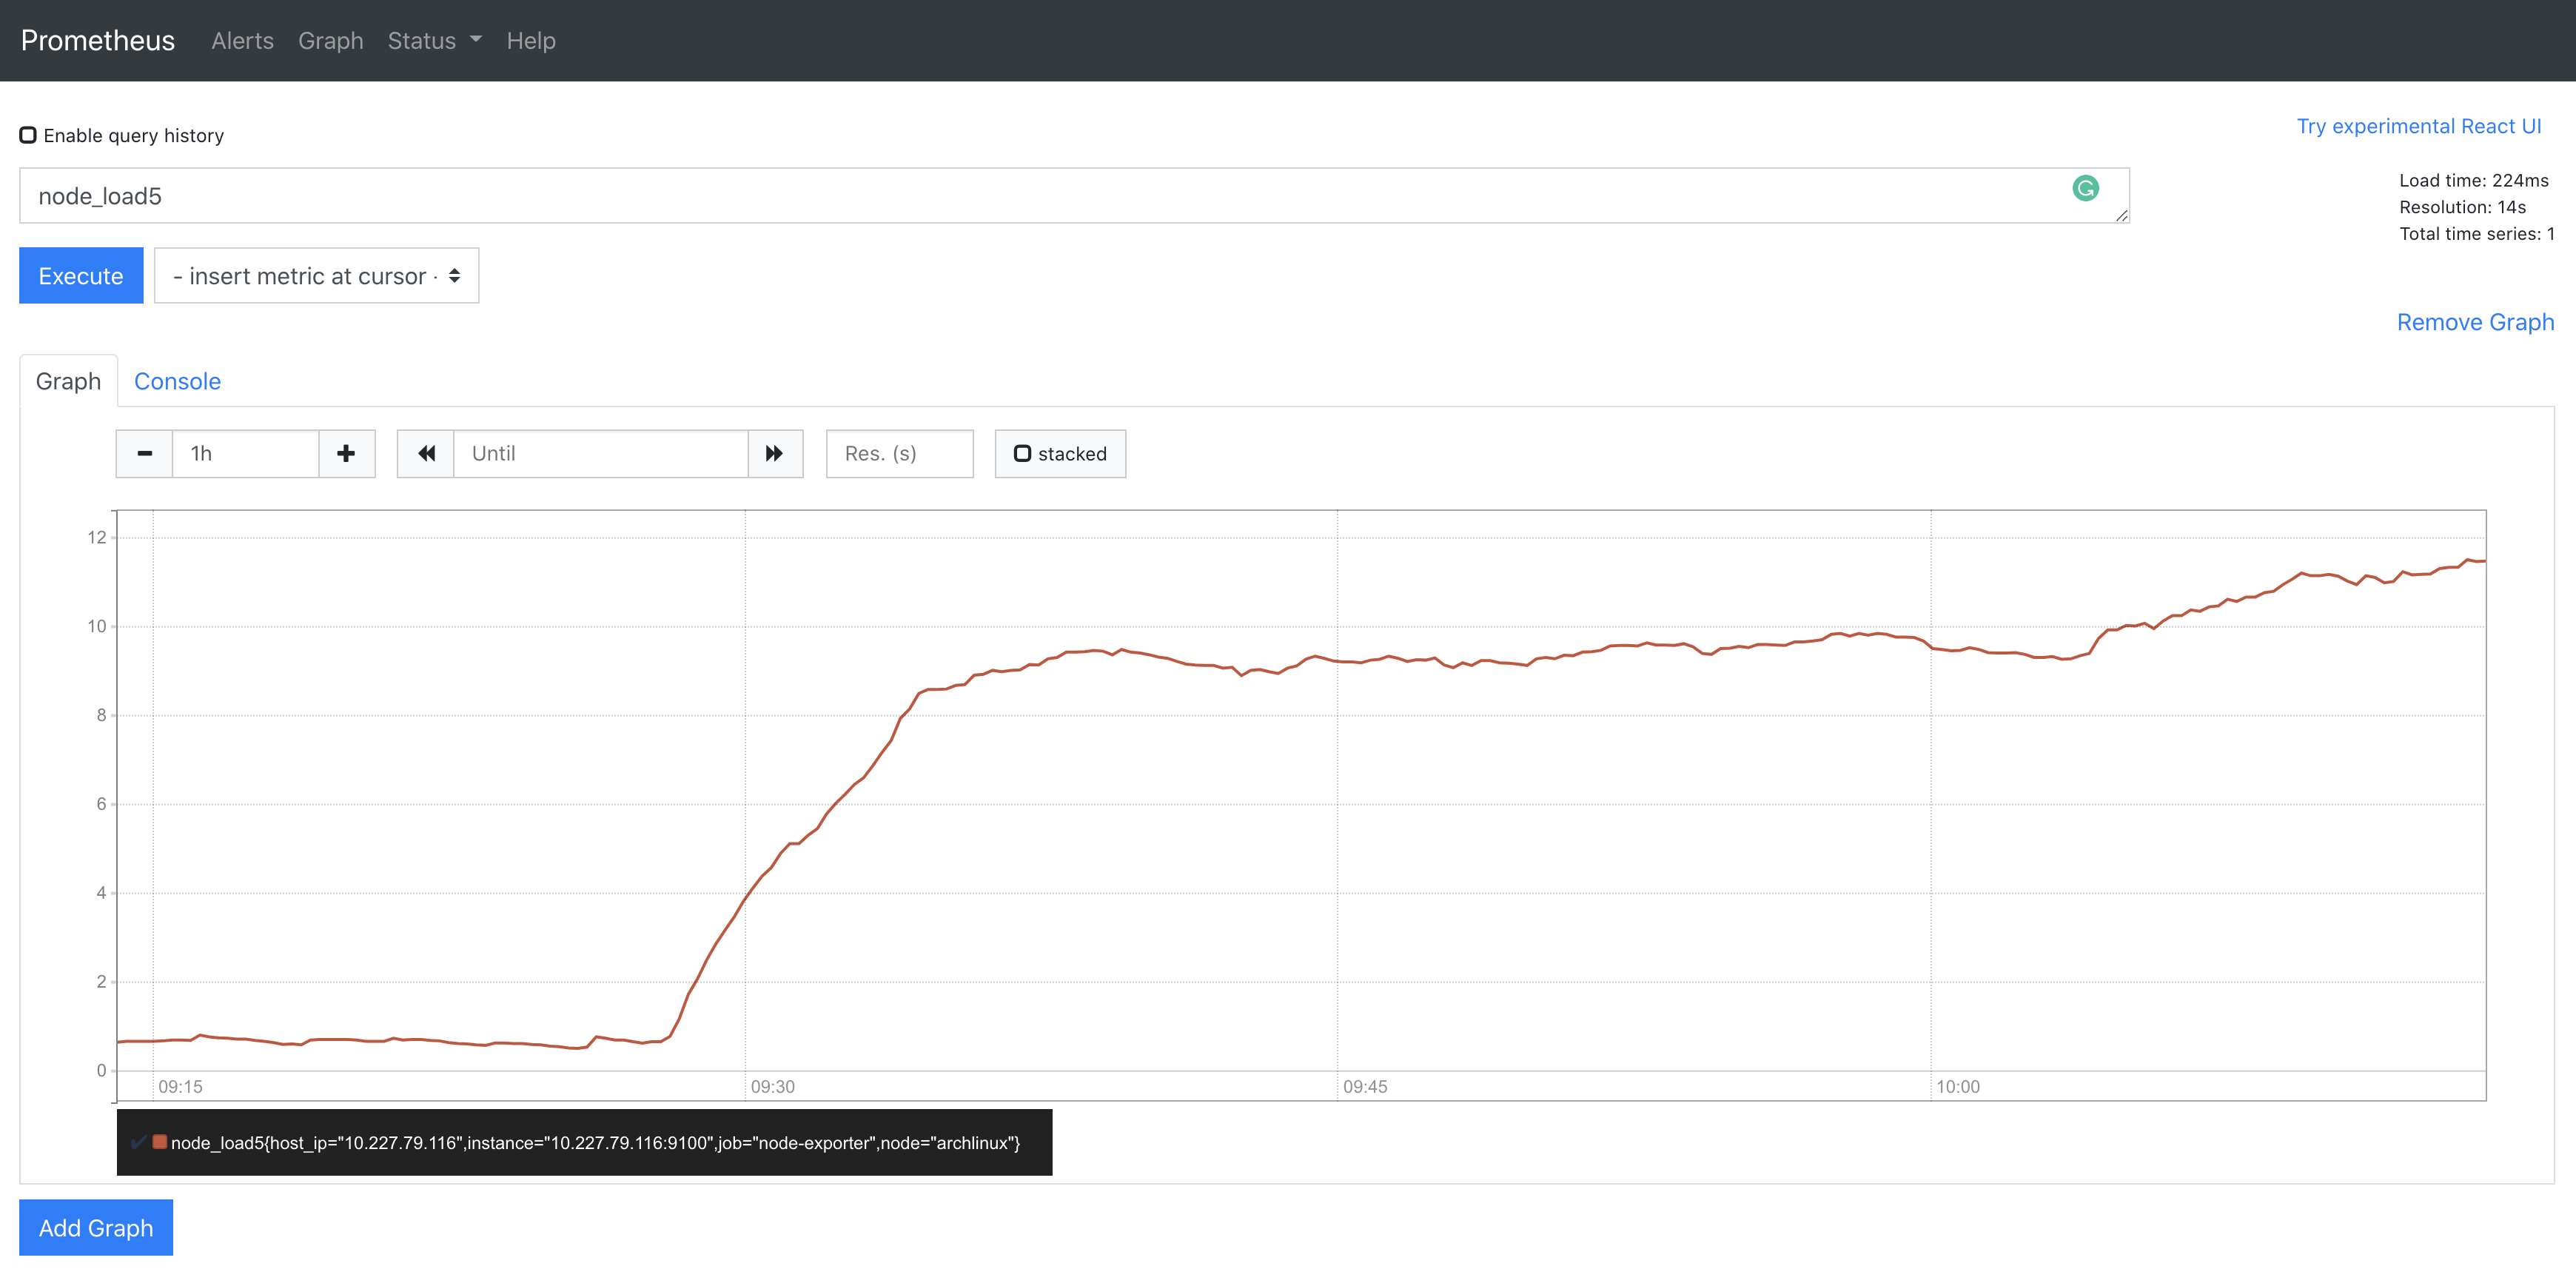 Prometheus Alerts Graph Status Help
Enable query history
Try experimental React UI
node_load5
Load time: 224ms
Resolution: 14s
Total time series: 1
Execute
- insert metric at cursor -
Remove Graph
Graph Console
1h Until Res. (s) stacked
12
10
8
6
4
2
0
09:15 09:30 09:45 10:00
node_load5{host_ip="10.227.79.116",instance="10.227.79.116:9100",job="node-exporter",node="archlinux"}
Add Graph